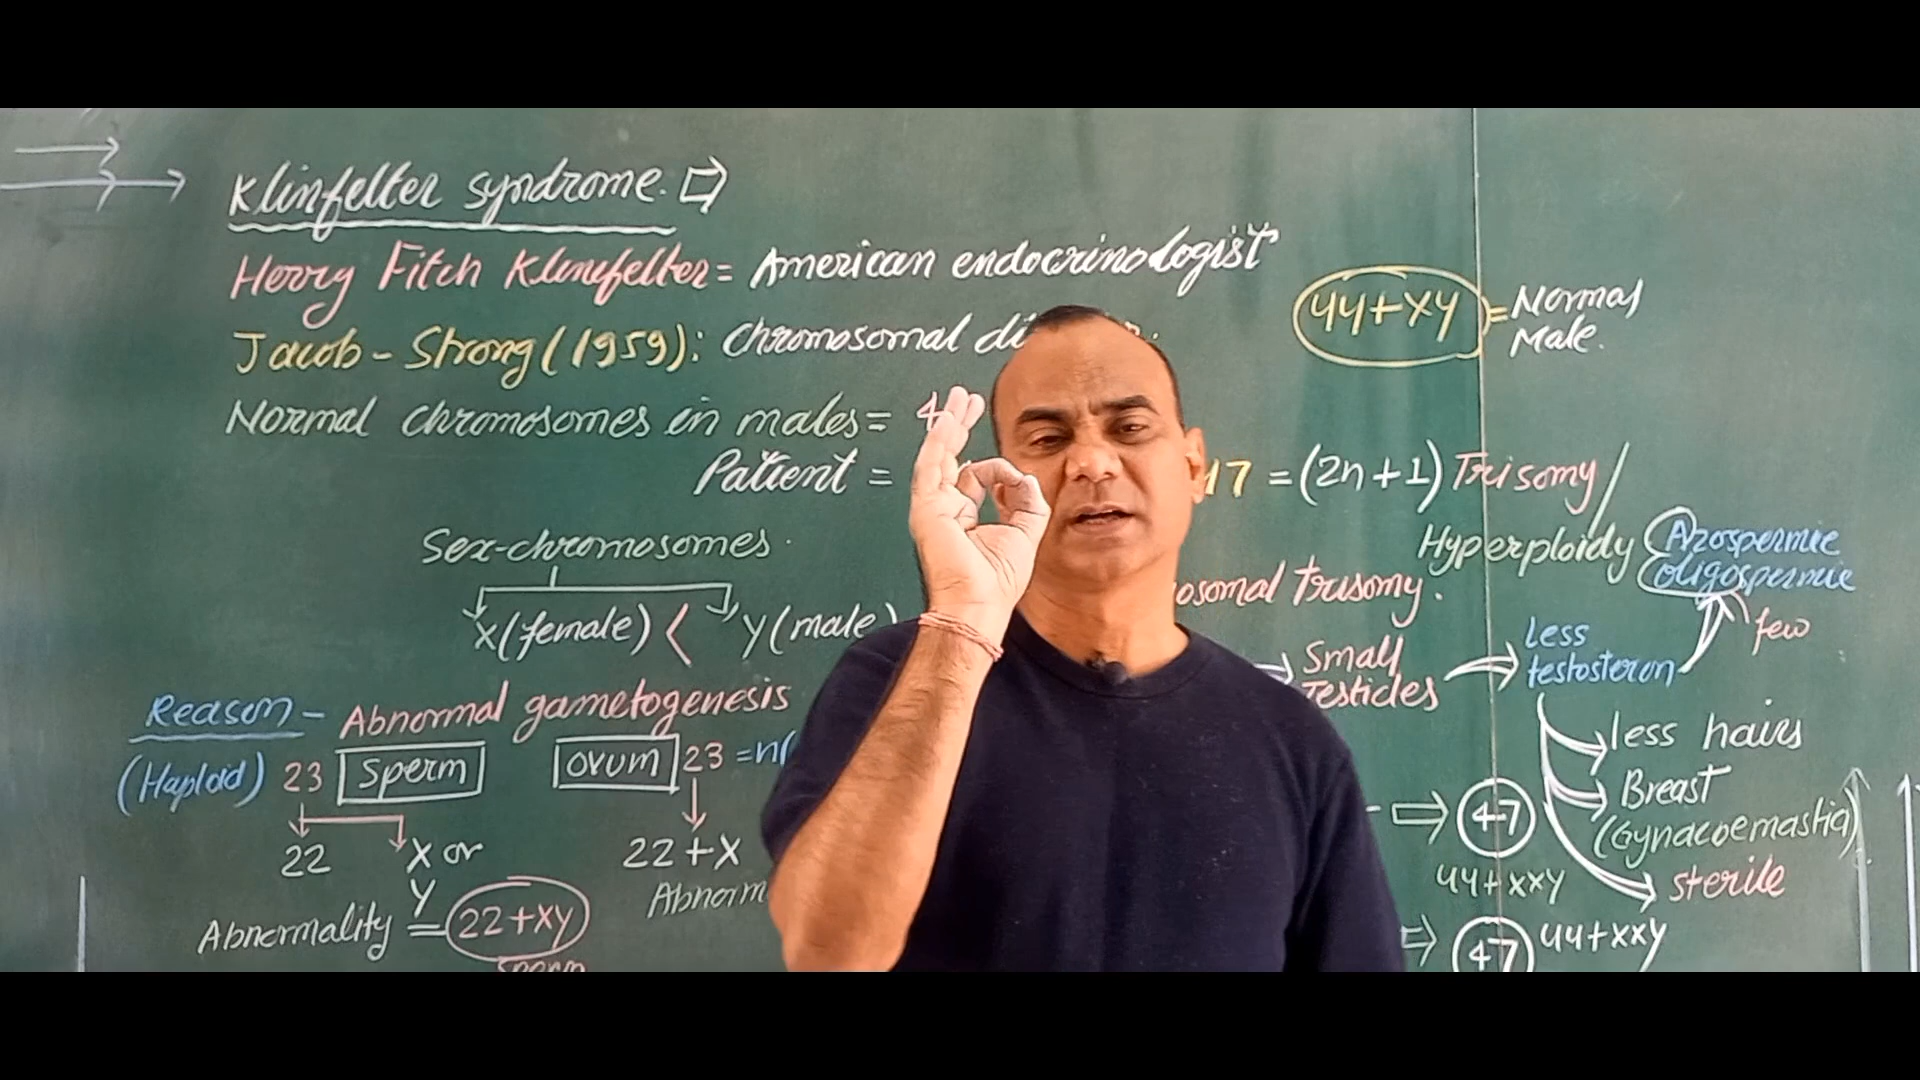 Klinfelter syndrome.
Herry Fitch Klinefelter = American endocrinologist
Jacob - Strong (1959): Chromosomal
44+XY = Normal Male.
Normal chromosomes in males =
Patient = 47 = (2n+1) Trisomy/
Hyperploidy
Azospermie
oligospermie
few
Sex-chromosomes
X (female) < Y (male)
Trisomy.
Small Testicles
Less testosteron
less hairs
Breast
(Gynacoemastia)
sterile
Reason - Abnormal gametogenesis
(Haploid) 23 Sperm
ovum 23 = n(
22 X or Y
22 + X
Abnormality = 22+XY
sperm
47
44+XXY
47 44+XXY